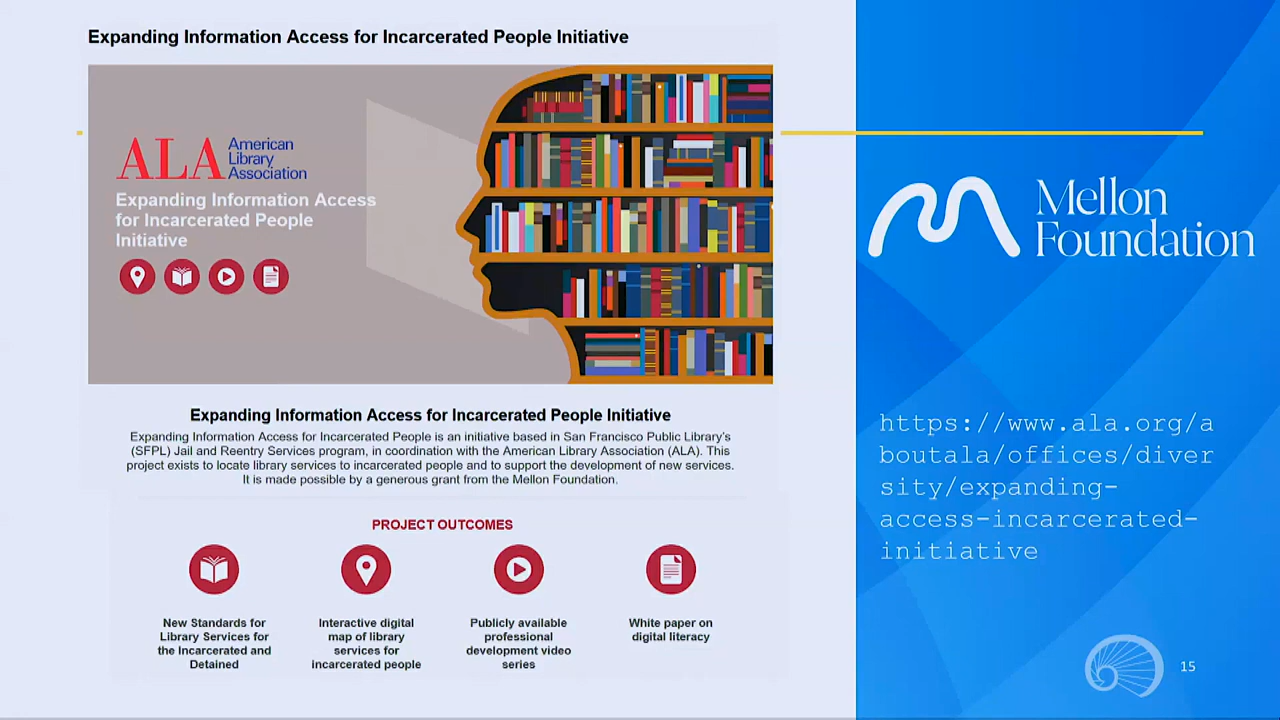 Expanding Information Access for Incarcerated People Initiative
ALA American
Library
Association
Expanding Information Access
for Incarcerated People
Initiative
Expanding Information Access for Incarcerated People Initiative
Expanding Information Access for Incarcerated People is an initiative based in San Francisco Public Library's
(SFPL) Jail and Reentry Services program, in coordination with the American Library Association (ALA). This
project exists to locate library services to incarcerated people and to support the development of new services.
It is made possible by a generous grant from the Mellon Foundation.
PROJECT OUTCOMES
New Standards for
Library Services for
the Incarcerated and
Detained
Interactive digital
map of library
services for
incarcerated people
Publicly available
professional
development video
series
White paper on
digital literacy
Mellon
Foundation
https://www.ala.org/a
boutala/offices/diver
sity/expanding-
access-incarcerated-
initiative
15